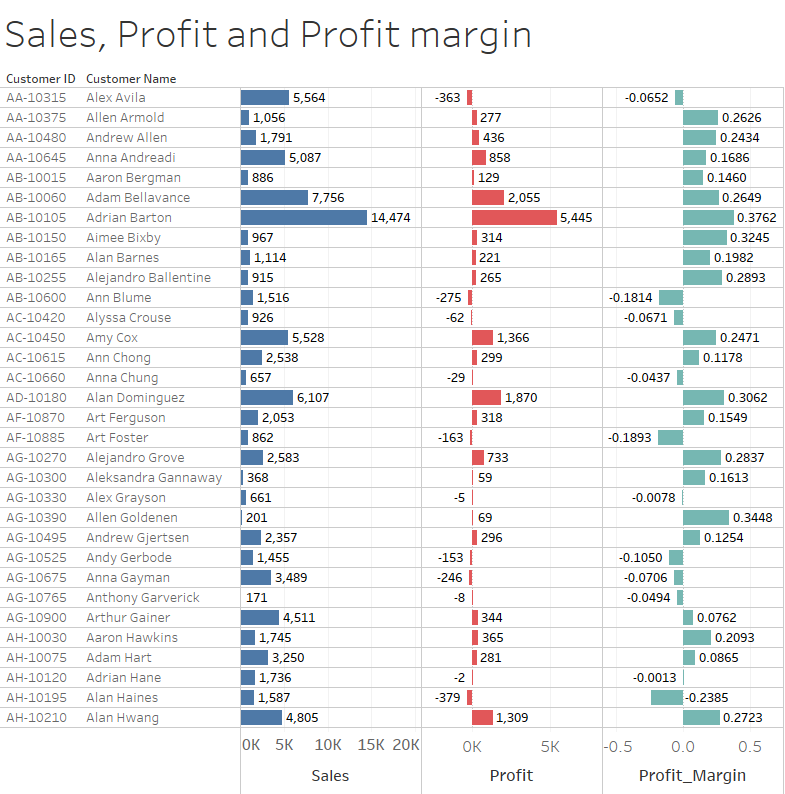 Sales, Profit and Profit margin
Customer ID Customer Name
AA-10315 Alex Avila 5,564 -363 -0.0652
AA-10375 Allen Armold 1,056 277 0.2626
AA-10480 Andrew Allen 1,791 436 0.2434
AA-10645 Anna Andreadi 5,087 858 0.1686
AB-10015 Aaron Bergman 886 129 0.1460
AB-10060 Adam Bellavance 7,756 2,055 0.2649
AB-10105 Adrian Barton 14,474 5,445 0.3762
AB-10150 Aimee Bixby 967 314 0.3245
AB-10165 Alan Barnes 1,114 221 0.1982
AB-10255 Alejandro Ballentine 915 265 0.2893
AB-10600 Ann Blume 1,516 -275 -0.1814
AC-10420 Alyssa Crouse 926 -62 -0.0671
AC-10450 Amy Cox 5,528 1,366 0.2471
AC-10615 Ann Chong 2,538 299 0.1178
AC-10660 Anna Chung 657 -29 -0.0437
AD-10180 Alan Dominguez 6,107 1,870 0.3062
AF-10870 Art Ferguson 2,053 318 0.1549
AF-10885 Art Foster 862 -163 -0.1893
AG-10270 Alejandro Grove 2,583 733 0.2837
AG-10300 Aleksandra Gannaway 368 59 0.1613
AG-10330 Alex Grayson 661 -5 -0.0078
AG-10390 Allen Goldenen 201 69 0.3448
AG-10495 Andrew Gjertsen 2,357 296 0.1254
AG-10525 Andy Gerbode 1,455 -153 -0.1050
AG-10675 Anna Gayman 3,489 -246 -0.0706
AG-10765 Anthony Garverick 171 -8 -0.0494
AG-10900 Arthur Gainer 4,511 344 0.0762
AH-10030 Aaron Hawkins 1,745 365 0.2093
AH-10075 Adam Hart 3,250 281 0.0865
AH-10120 Adrian Hane 1,736 -2 -0.0013
AH-10195 Alan Haines 1,587 -379 -0.2385
AH-10210 Alan Hwang 4,805 1,309 0.2723
0K 5K 10K 15K 20K 0K 5K -0.5 0.0 0.5
Sales Profit Profit_Margin